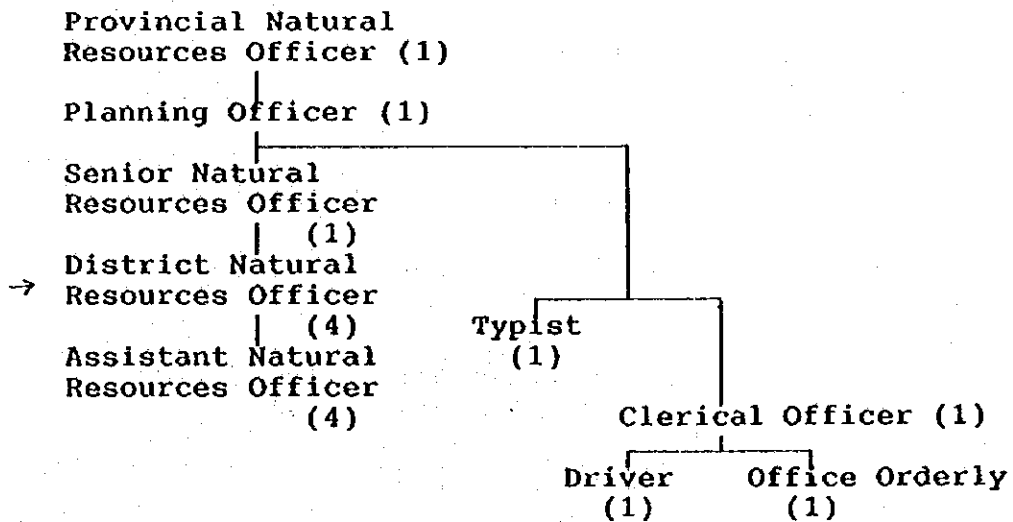 Provincial Natural
Resources Officer (1)
Planning Officer (1)
Senior Natural
Resources Officer
(1)
District Natural
→ Resources Officer
(4)
Assistant Natural
Resources Officer
(4)
Typist
(1)
Clerical Officer (1)
Driver
(1)
Office Orderly
(1)